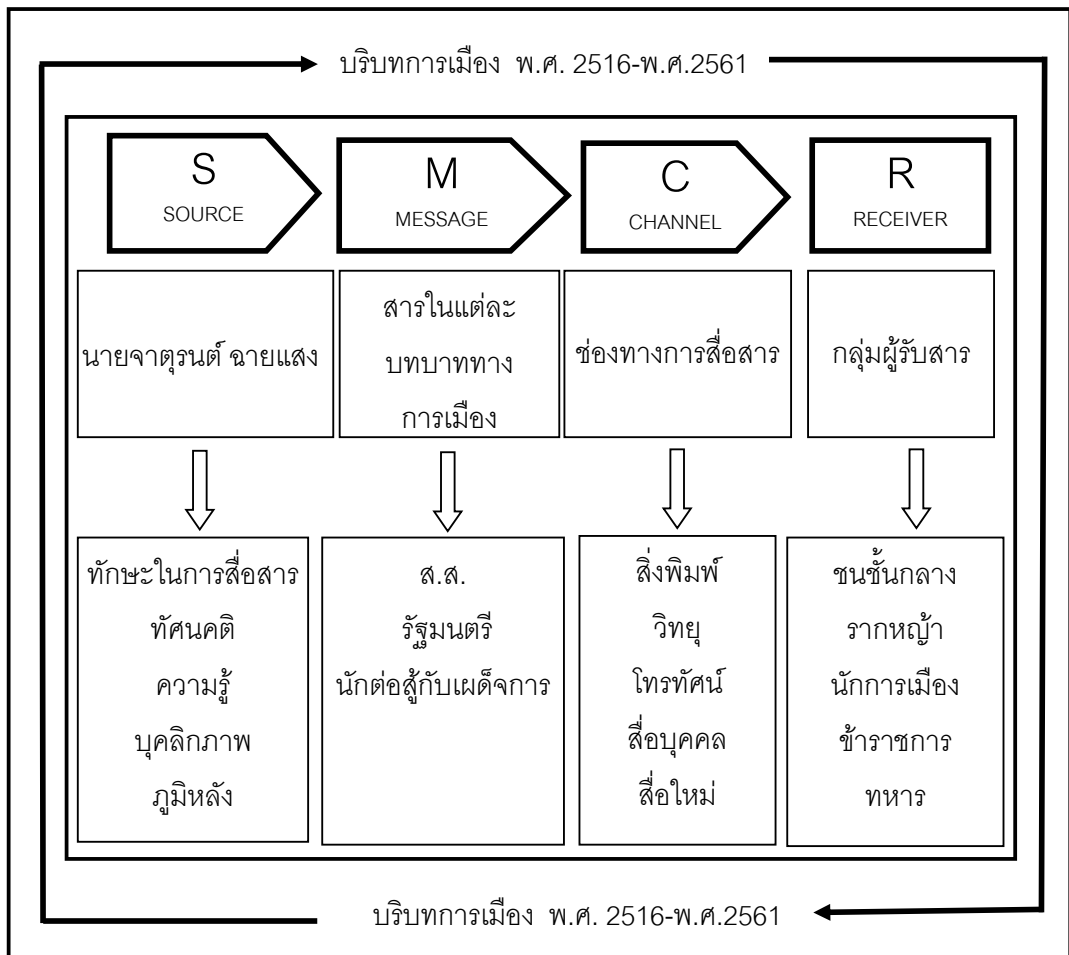 บริบทการเมือง พ.ศ. 2516-พ.ศ.2561
S
SOURCE
M
MESSAGE
C
CHANNEL
R
RECEIVER
นายจาตุรนต์ ฉายแสง
สารในแต่ละ
บทบาททาง
การเมือง
ช่องทางการสื่อสาร
กลุ่มผู้รับสาร
ทักษะในการสื่อสาร
ทัศนคติ
ความรู้
บุคลิกภาพ
ภูมิหลัง
ส.ส.
รัฐมนตรี
นักต่อสู้กับเผด็จการ
สิ่งพิมพ์
วิทยุ
โทรทัศน์
สื่อบุคคล
สื่อใหม่
ชนชั้นกลาง
รากหญ้า
นักการเมือง
ข้าราชการ
ทหาร
บริบทการเมือง พ.ศ. 2516-พ.ศ.2561